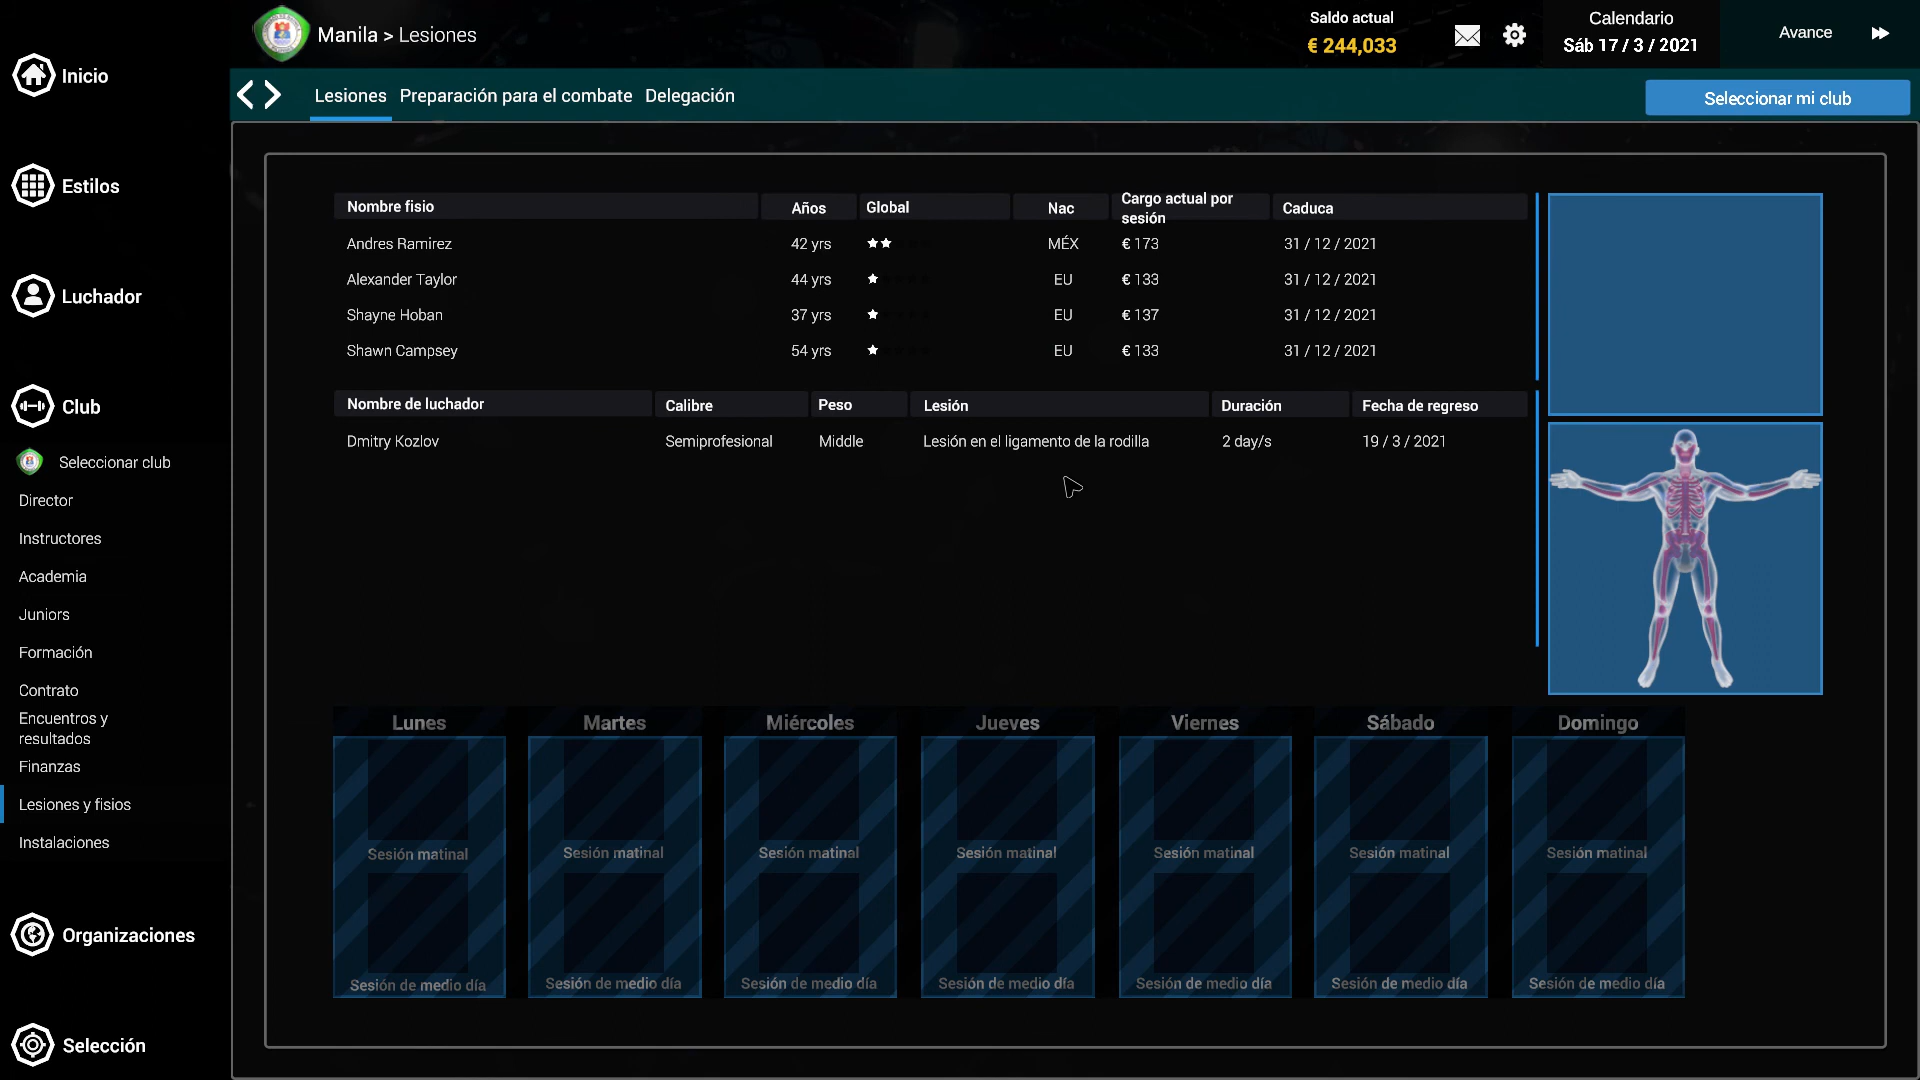 Inicio
Estilos
Luchador
Club
Seleccionar club
Director
Instructores
Academia
Juniors
Formación
Contrato
Encuentros y
resultados
Finanzas
Lesiones y fisios
Instalaciones
Organizaciones
Selección
Manila > Lesiones
Saldo actual
€ 244,033
Calendario
Sáb 17 / 3 / 2021
Avance
Lesiones Preparación para el combate Delegación
Seleccionar mi club
Nombre fisio Años Global Nac Cargo actual por sesión Caduca
Andres Ramirez 42 yrs MÉX € 173 31 / 12 / 2021
Alexander Taylor 44 yrs EU € 133 31 / 12 / 2021
Shayne Hoban 37 yrs EU € 137 31 / 12 / 2021
Shawn Campsey 54 yrs EU € 133 31 / 12 / 2021
Nombre de luchador Calibre Peso Lesión Duración Fecha de regreso
Dmitry Kozlov Semiprofesional Middle Lesión en el ligamento de la rodilla 2 day/s 19 / 3 / 2021
Lunes Martes Miércoles Jueves Viernes Sábado Domingo
Sesión matinal Sesión matinal Sesión matinal Sesión matinal Sesión matinal Sesión matinal Sesión matinal
Sesión de medio día Sesión de medio día Sesión de medio día Sesión de medio día Sesión de medio día Sesión de medio día Sesión de medio día